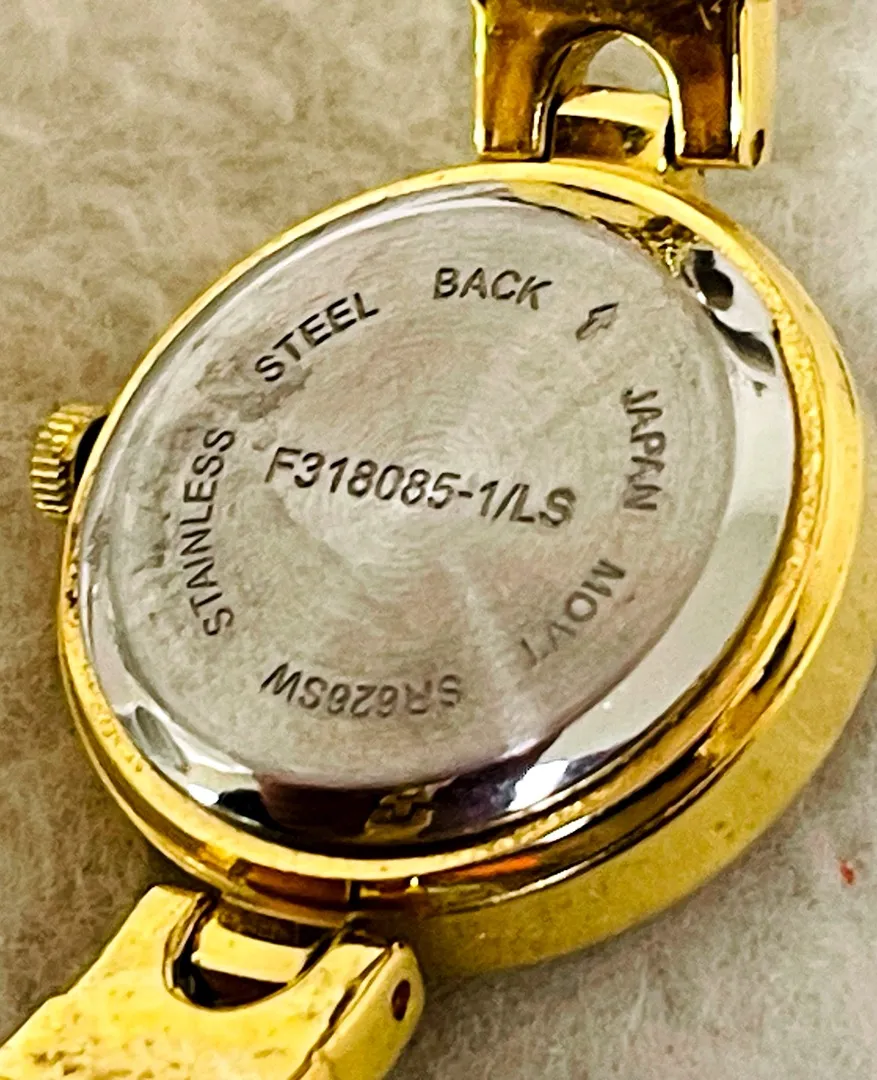 STAINLESS STEEL BACK
JAPAN MOVT
SR626SW
F318085-1/LS